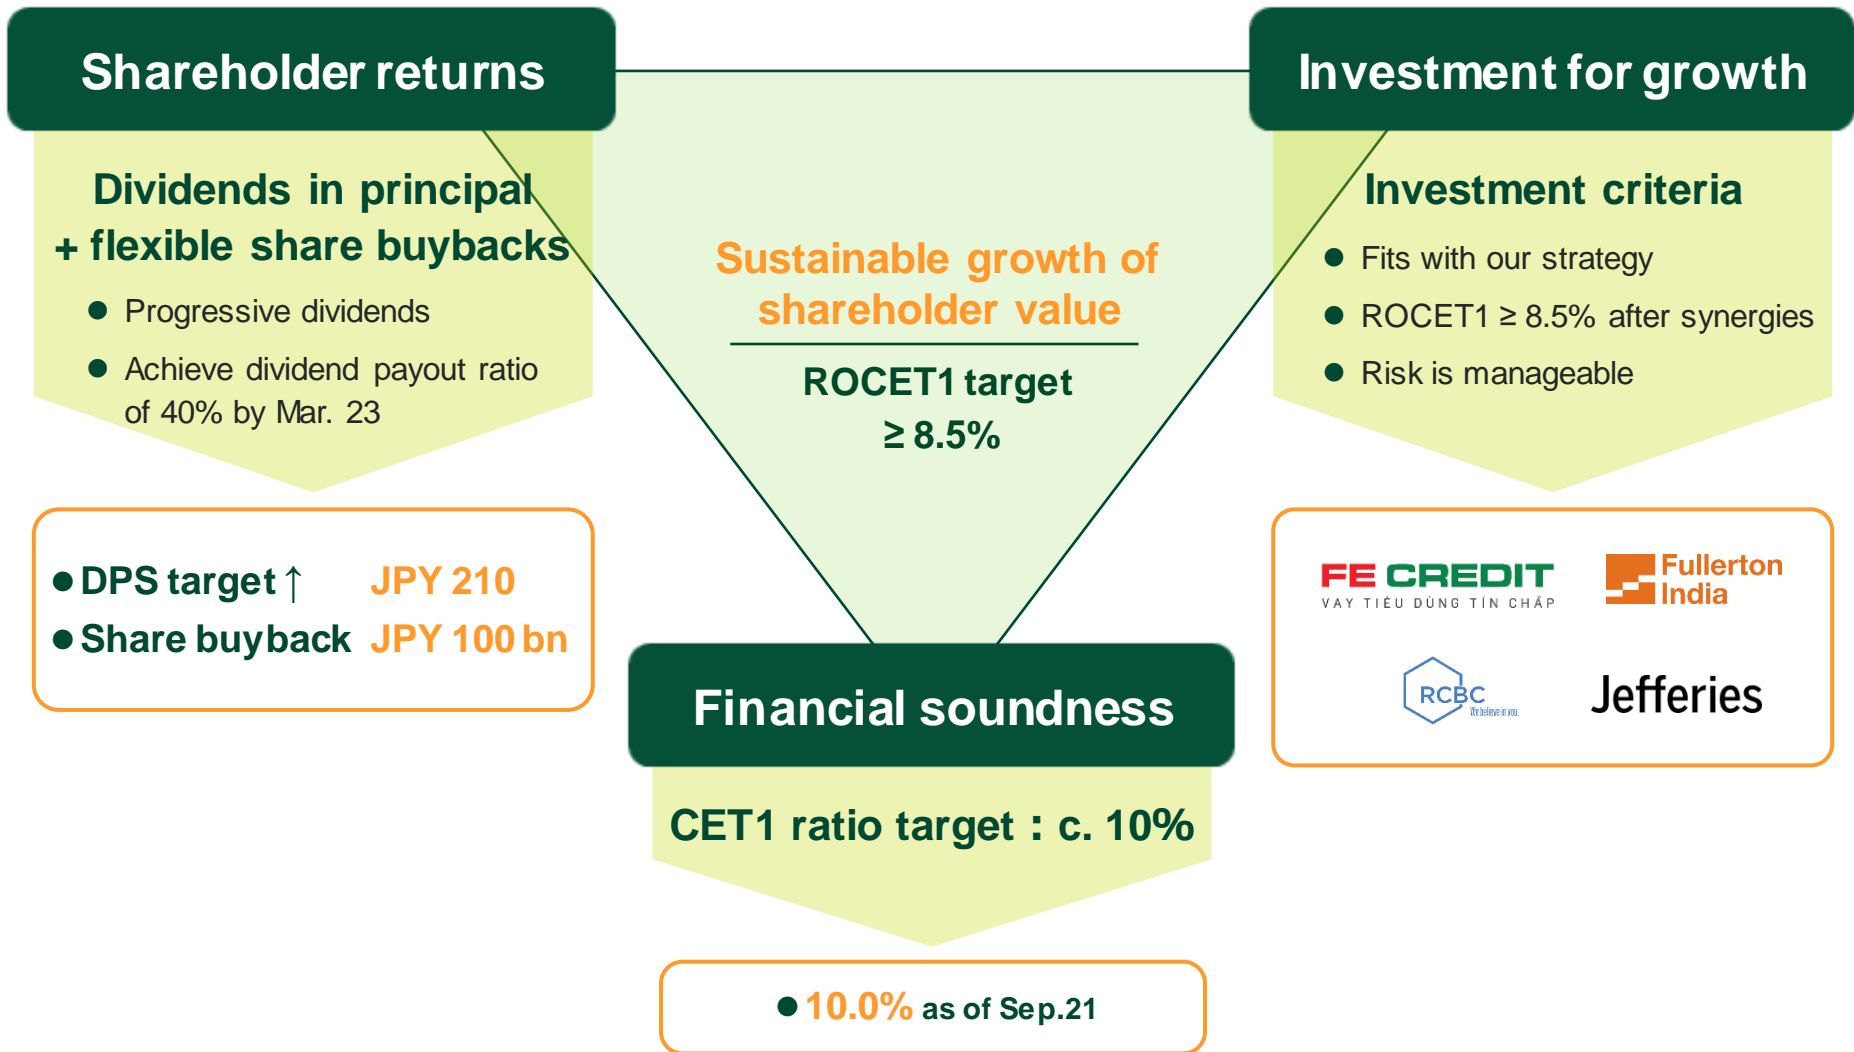 Shareholder returns
Dividends in principal
+ flexible share buybacks
● Progressive dividends
● Achieve dividend payout ratio
of 40% by Mar. 23
● DPS target ↑ JPY 210
● Share buyback JPY 100 bn
Sustainable growth of
shareholder value
ROCET1 target
≥ 8.5%
Investment for growth
Investment criteria
● Fits with our strategy
● ROCET1 ≥ 8.5% after synergies
● Risk is manageable
FE CREDIT
VAY TIÊU DÙNG TÍN CHẤP
Fullerton
India
RCBC
We believe in you.
Jefferies
Financial soundness
CET1 ratio target : c. 10%
● 10.0% as of Sep.21